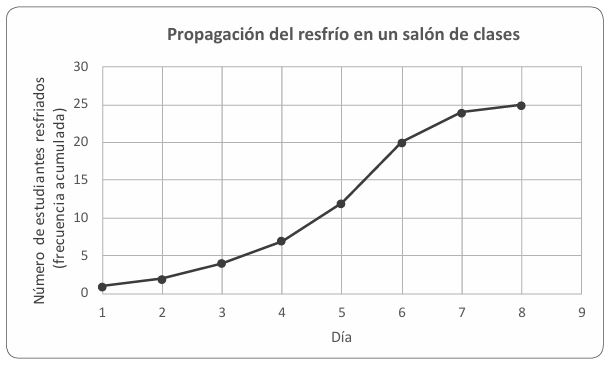 Propagación del resfrío en un salón de clases
Número de estudiantes resfriados
(frecuencia acumulada)
30
25
20
15
10
5
0
1 2 3 4 5 6 7 8 9
Día